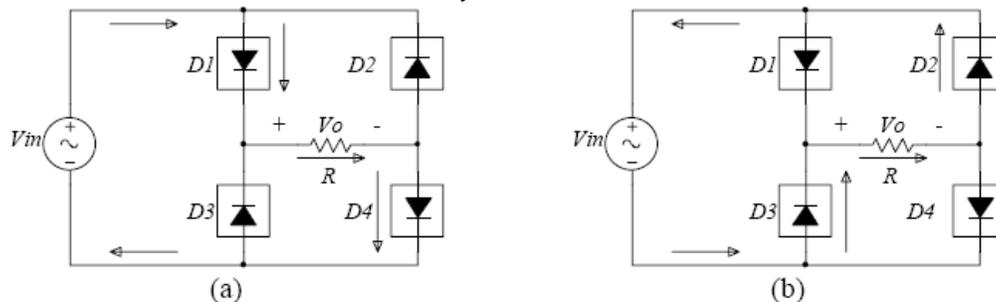 D1
D2
+ Vo -
Vin
+
−
R
D3
D4
(a)
D1
D2
+ Vo -
Vin
+
−
R
D3
D4
(b)